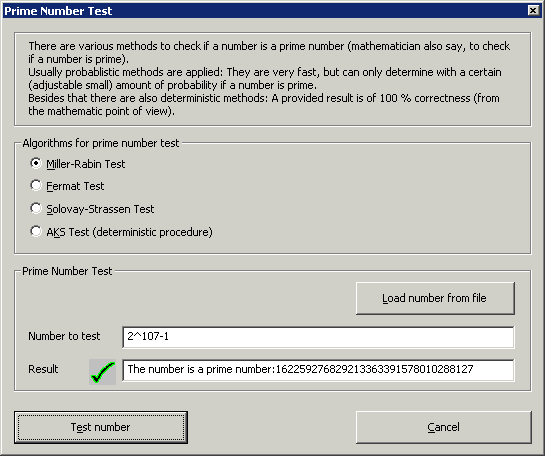 Prime Number Test
There are various methods to check if a number is a prime number (mathematician also say, to check
if a number is prime).
Usually probablistic methods are applied: They are very fast, but can only determine with a certain
(adjustable small) amount of probability if a number is prime.
Besides that there are also deterministic methods: A provided result is of 100 % correctness (from
the mathematic point of view).
Algorithms for prime number test
Miller-Rabin Test
Fermat Test
Solovay-Strassen Test
AKS Test (deterministic procedure)
Prime Number Test
Load number from file
Number to test 2^107-1
Result The number is a prime number:162259276829213363391578010288127
Test number Cancel